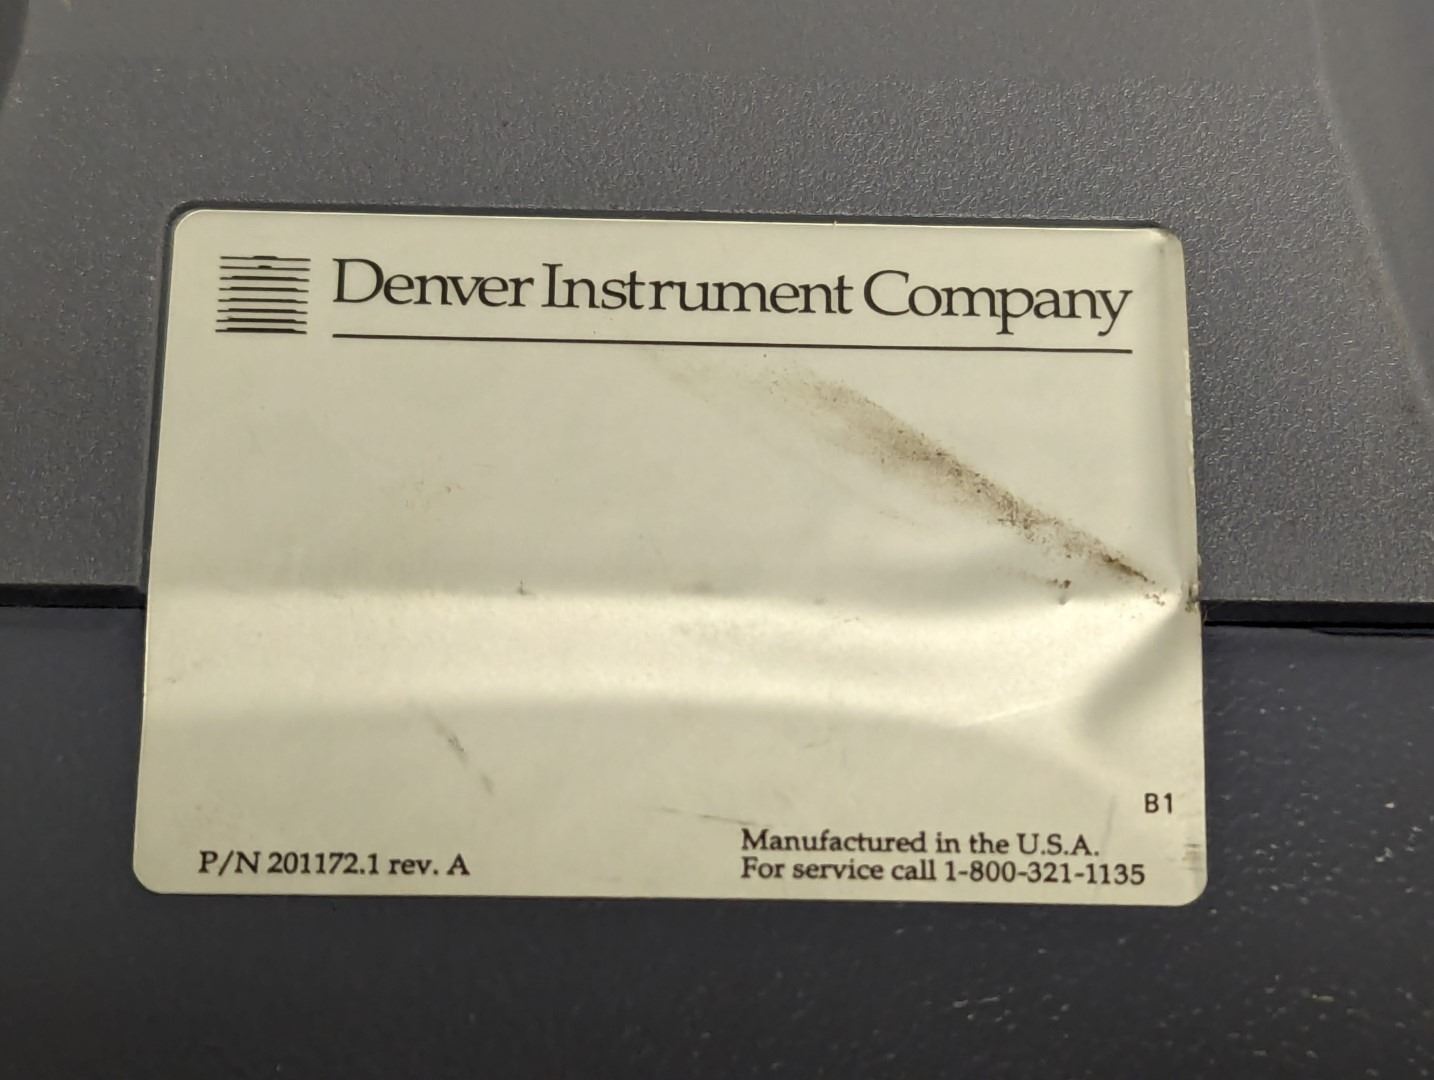 Denver Instrument Company
B1
P/N 201172.1 rev. A
Manufactured in the U.S.A.
For service call 1-800-321-1135